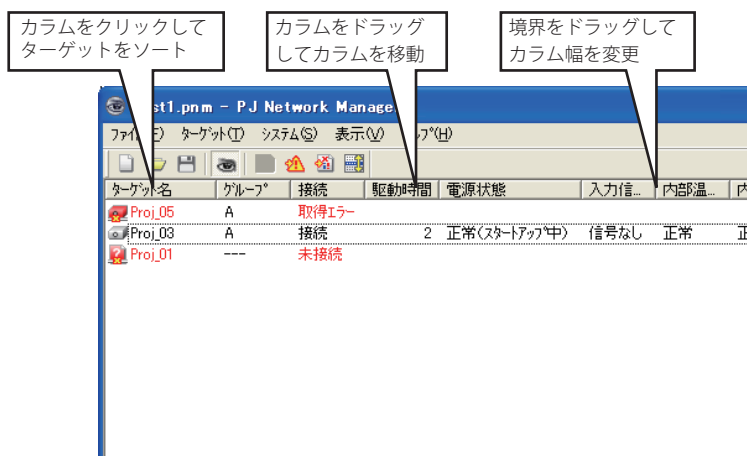 カラムをクリックして
ターゲットをソート
カラムをドラッグ
してカラムを移動
境界をドラッグして
カラム幅を変更
st1.pnm - PJ Network Manage
ターゲット(T) システム(S) 表示(V)
ターゲット名 グループ 接続 駆動時間 電源状態 入力信... 内部温...
Proj_05 A 取得エラー
Proj_03 A 接続 2 正常(スタートアップ中) 信号なし 正常 正
Proj_01 --- 未接続